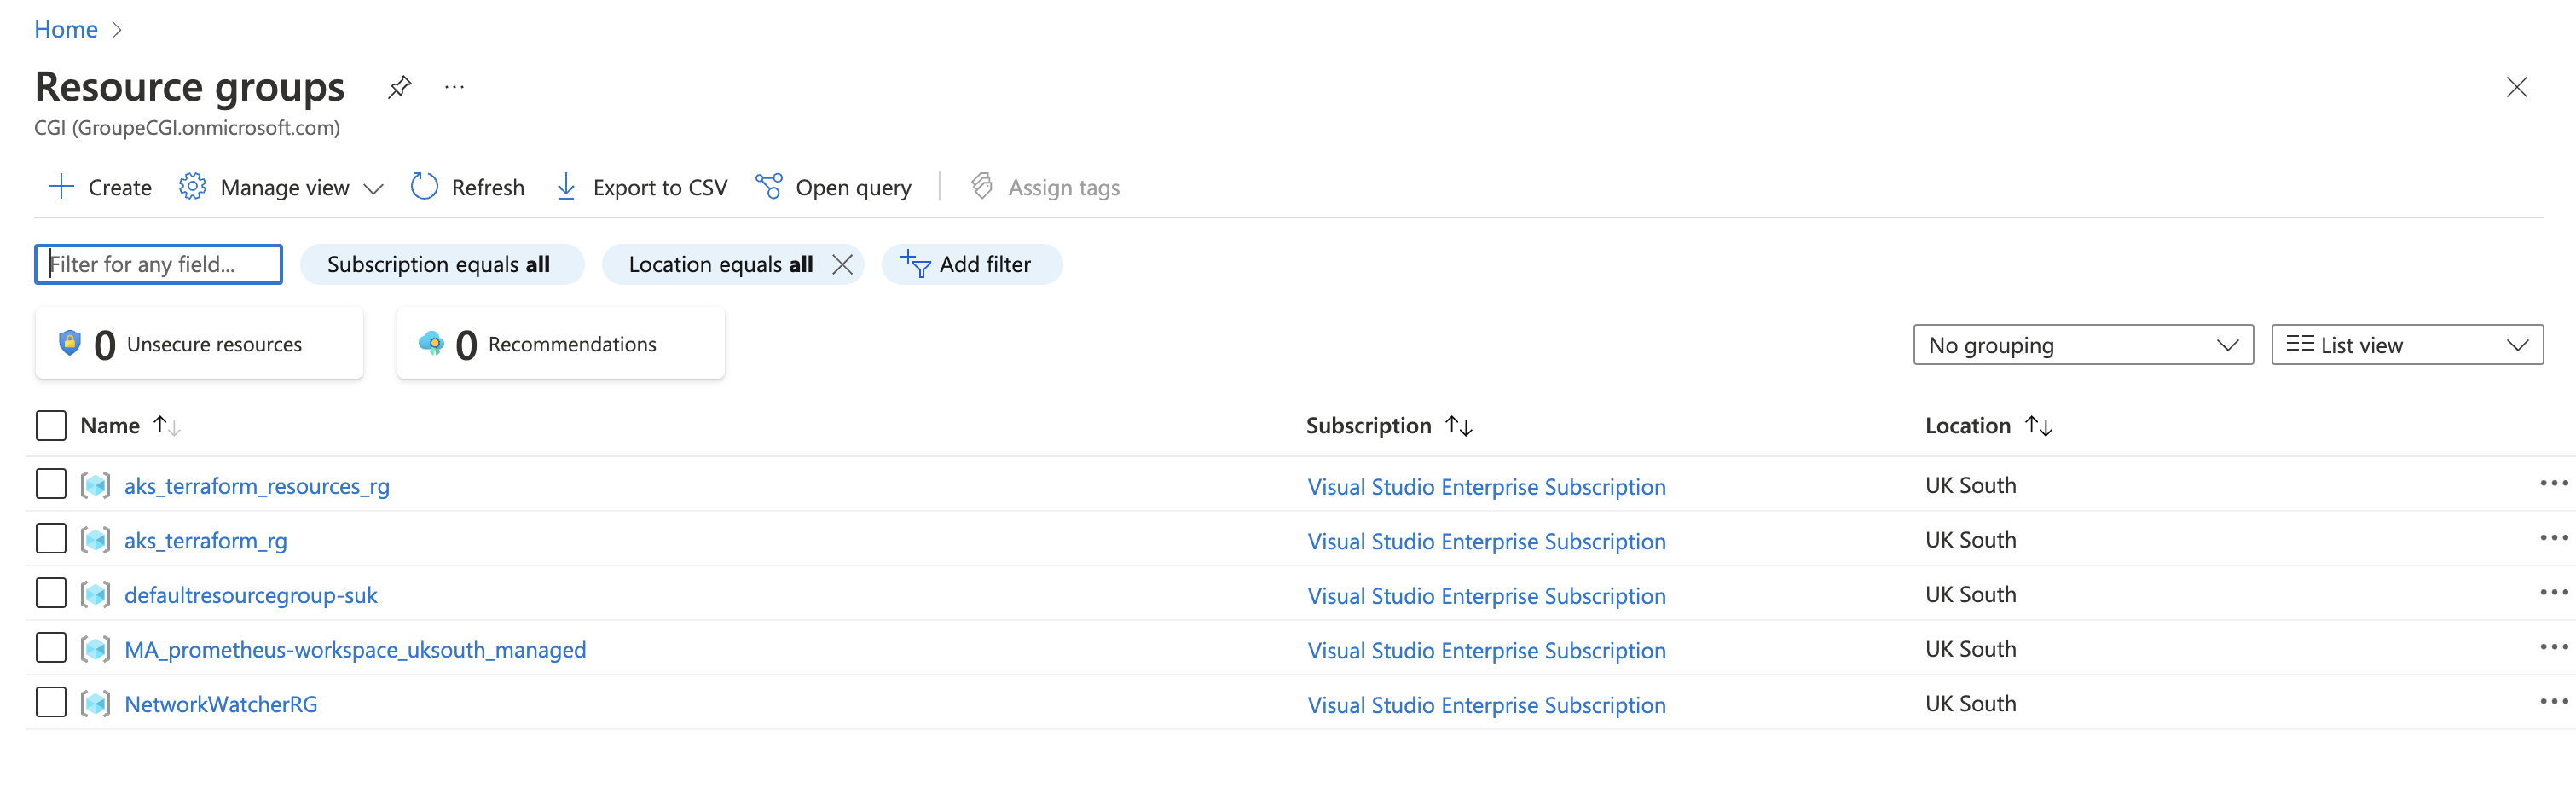 Home
Resource groups
CGI (GroupeCGI.onmicrosoft.com)
Create Manage view Refresh Export to CSV Open query Assign tags
Filter for any field... Subscription equals all Location equals all Add filter
0 Unsecure resources 0 Recommendations No grouping List view
Name Subscription Location
aks_terraform_resources_rg Visual Studio Enterprise Subscription UK South
aks_terraform_rg Visual Studio Enterprise Subscription UK South
defaultresourcegroup-suk Visual Studio Enterprise Subscription UK South
MA_prometheus-workspace_uksouth_managed Visual Studio Enterprise Subscription UK South
NetworkWatcherRG Visual Studio Enterprise Subscription UK South